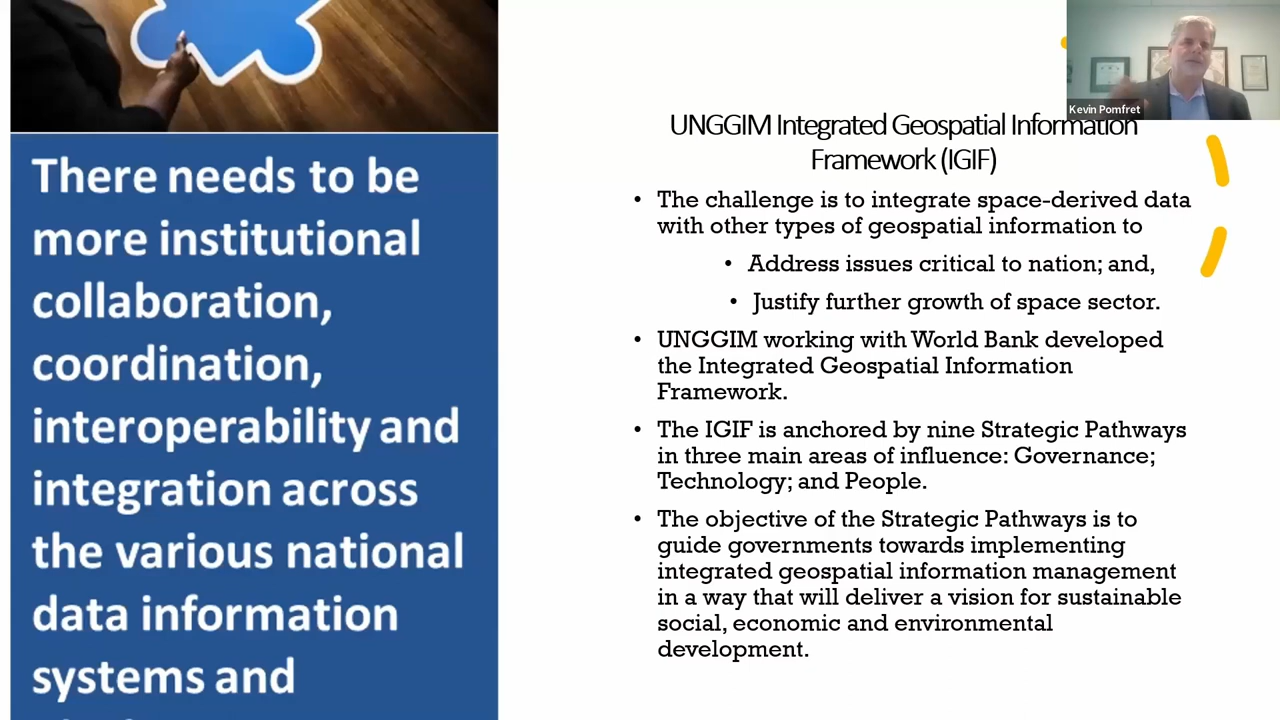 There needs to be
more institutional
collaboration,
coordination,
interoperability and
integration across
the various national
data information
systems and
Kevin Pomfret
UNGGIM Integrated Geospatial Information
Framework (IGIF)
• The challenge is to integrate space-derived data
with other types of geospatial information to
• Address issues critical to nation; and,
• Justify further growth of space sector.
• UNGGIM working with World Bank developed
the Integrated Geospatial Information
Framework.
• The IGIF is anchored by nine Strategic Pathways
in three main areas of influence: Governance;
Technology; and People.
• The objective of the Strategic Pathways is to
guide governments towards implementing
integrated geospatial information management
in a way that will deliver a vision for sustainable
social, economic and environmental
development.